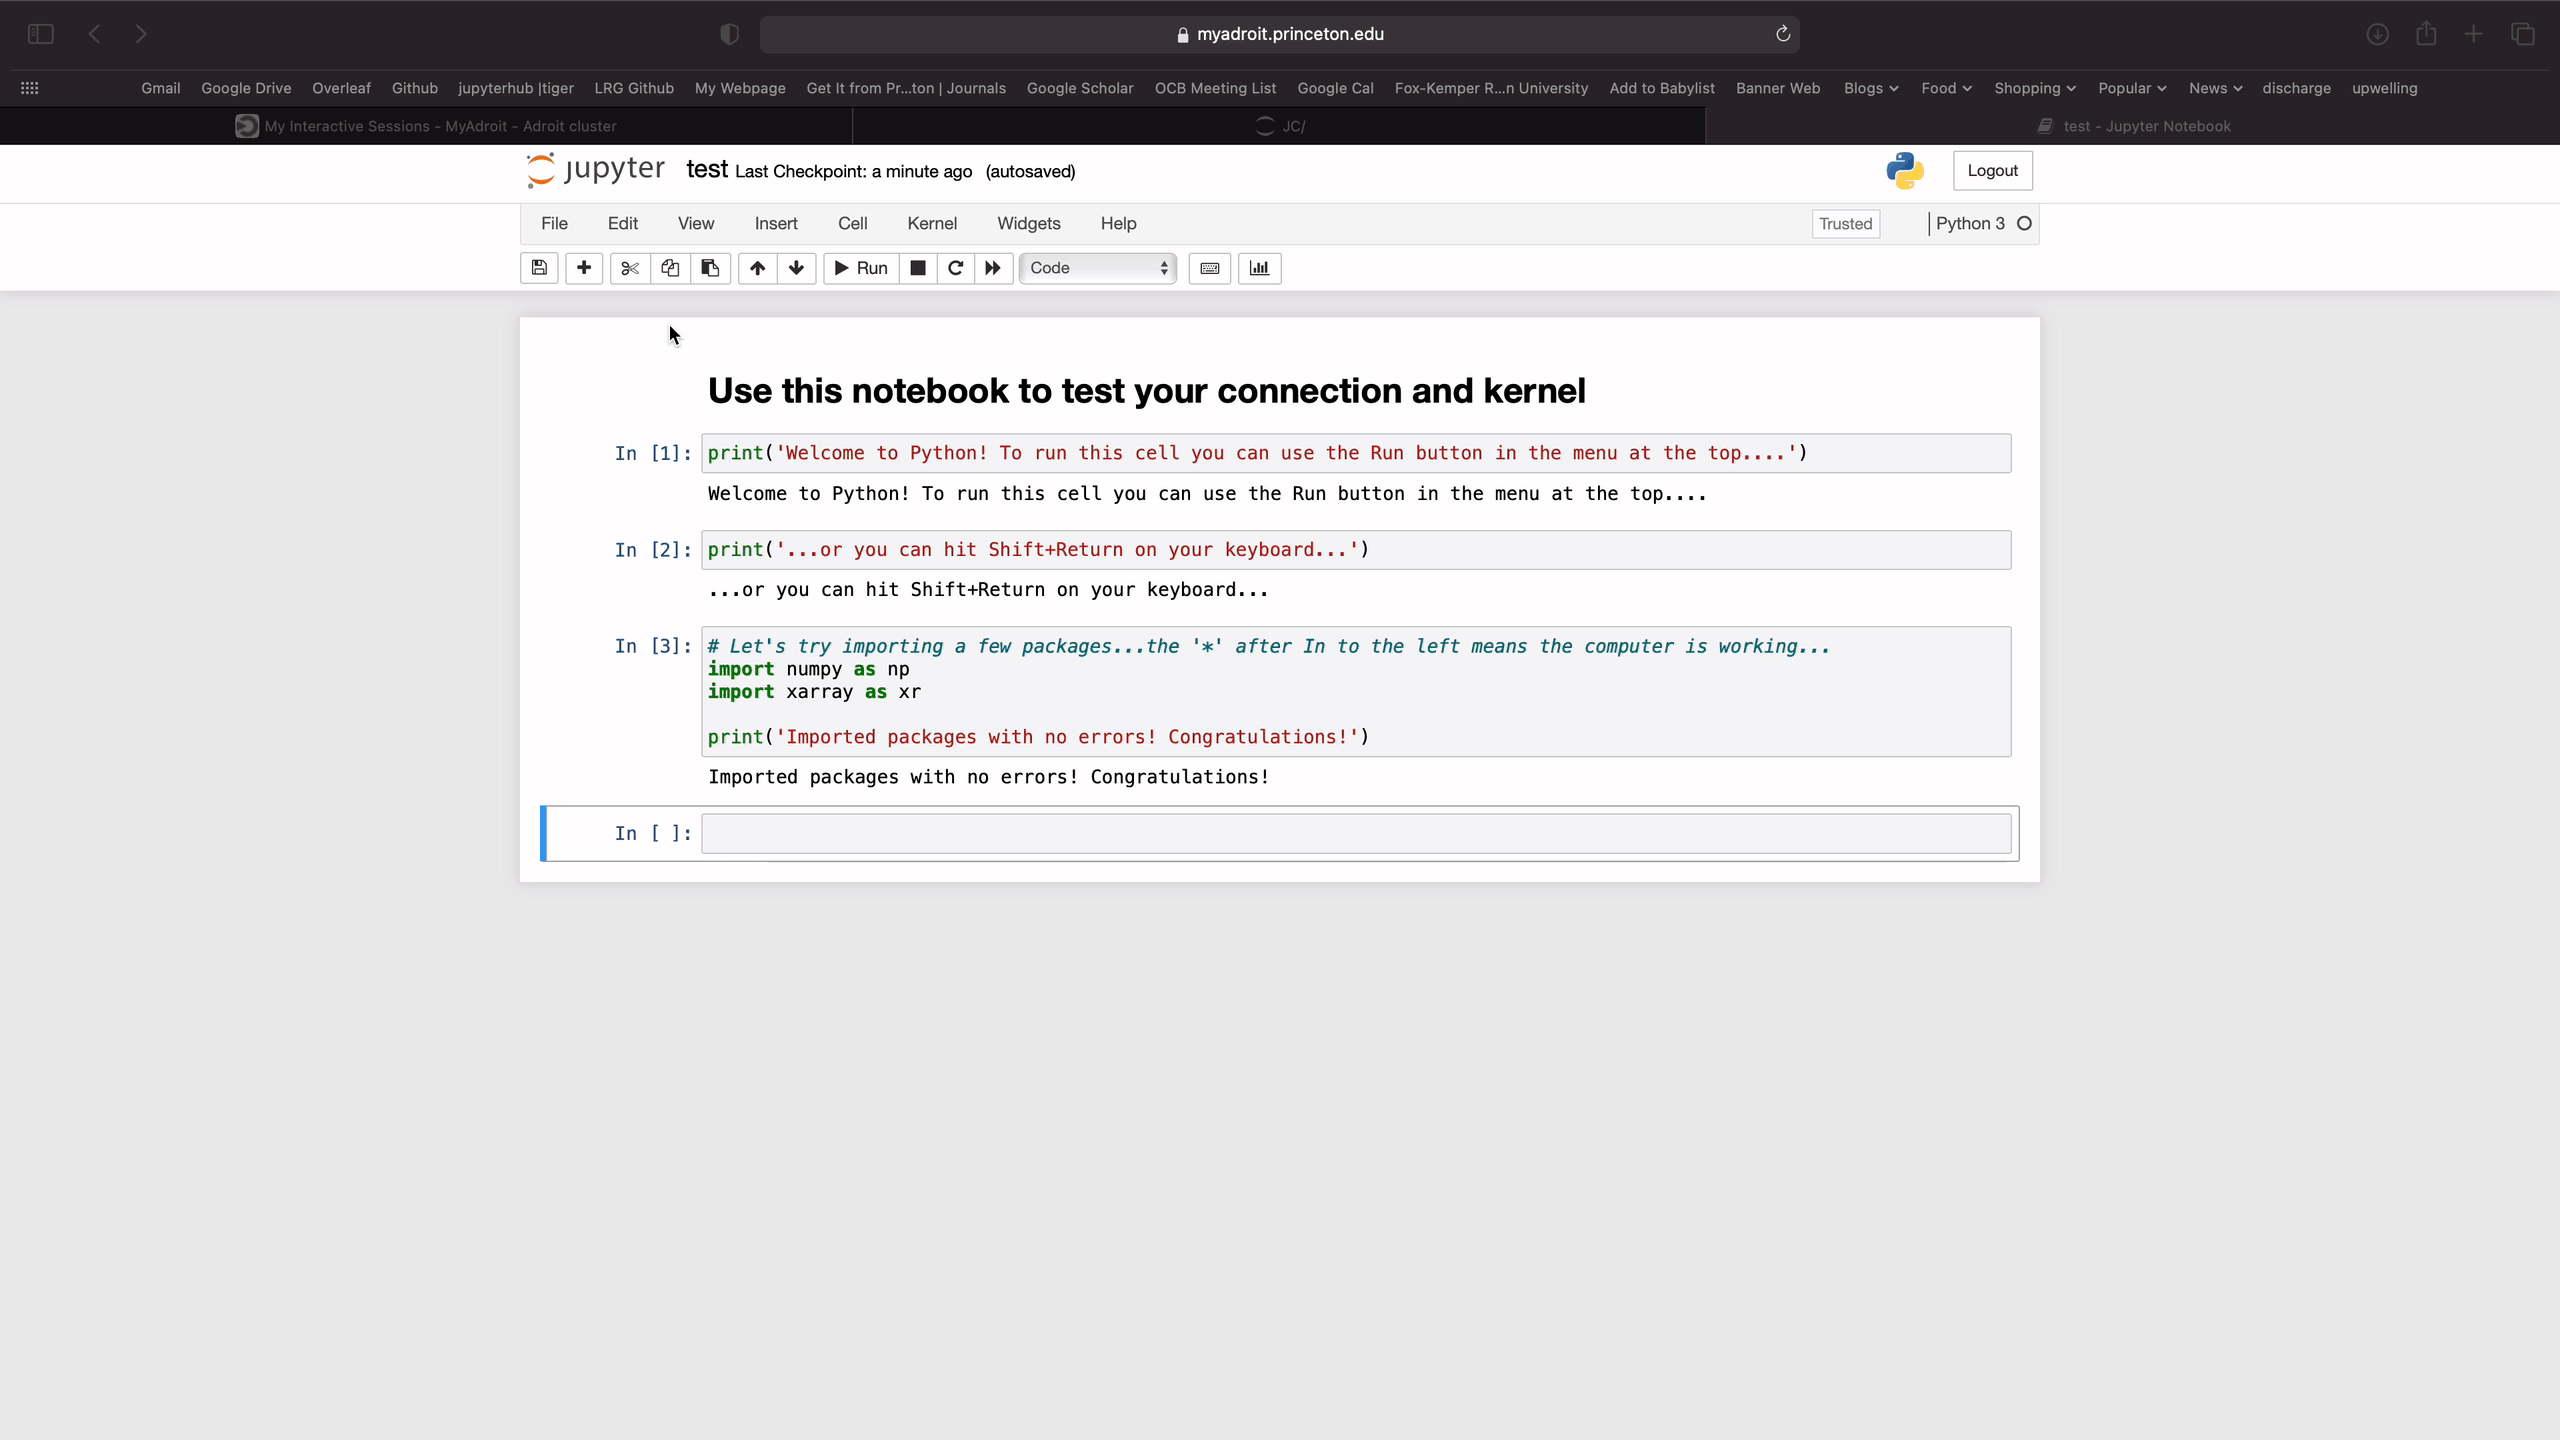 myadroit.princeton.edu
Gmail Google Drive Overleaf Github jupyterhub |tiger LRG Github My Webpage Get It from Pr...ton | Journals Google Scholar OCB Meeting List Google Cal Fox-Kemper R...n University Add to Babylist Banner Web Blogs Food Shopping Popular News discharge upwelling
My Interactive Sessions - MyAdroit - Adroit cluster JC/ test - Jupyter Notebook
jupyter test Last Checkpoint: a minute ago (autosaved) Logout
File Edit View Insert Cell Kernel Widgets Help Trusted Python 3
Run Code
Use this notebook to test your connection and kernel
In [1]: print('Welcome to Python! To run this cell you can use the Run button in the menu at the top....')
Welcome to Python! To run this cell you can use the Run button in the menu at the top....
In [2]: print('...or you can hit Shift+Return on your keyboard...')
...or you can hit Shift+Return on your keyboard...
In [3]: # Let's try importing a few packages...the '*' after In to the left means the computer is working...
import numpy as np
import xarray as xr
print('Imported packages with no errors! Congratulations!')
Imported packages with no errors! Congratulations!
In [ ]: